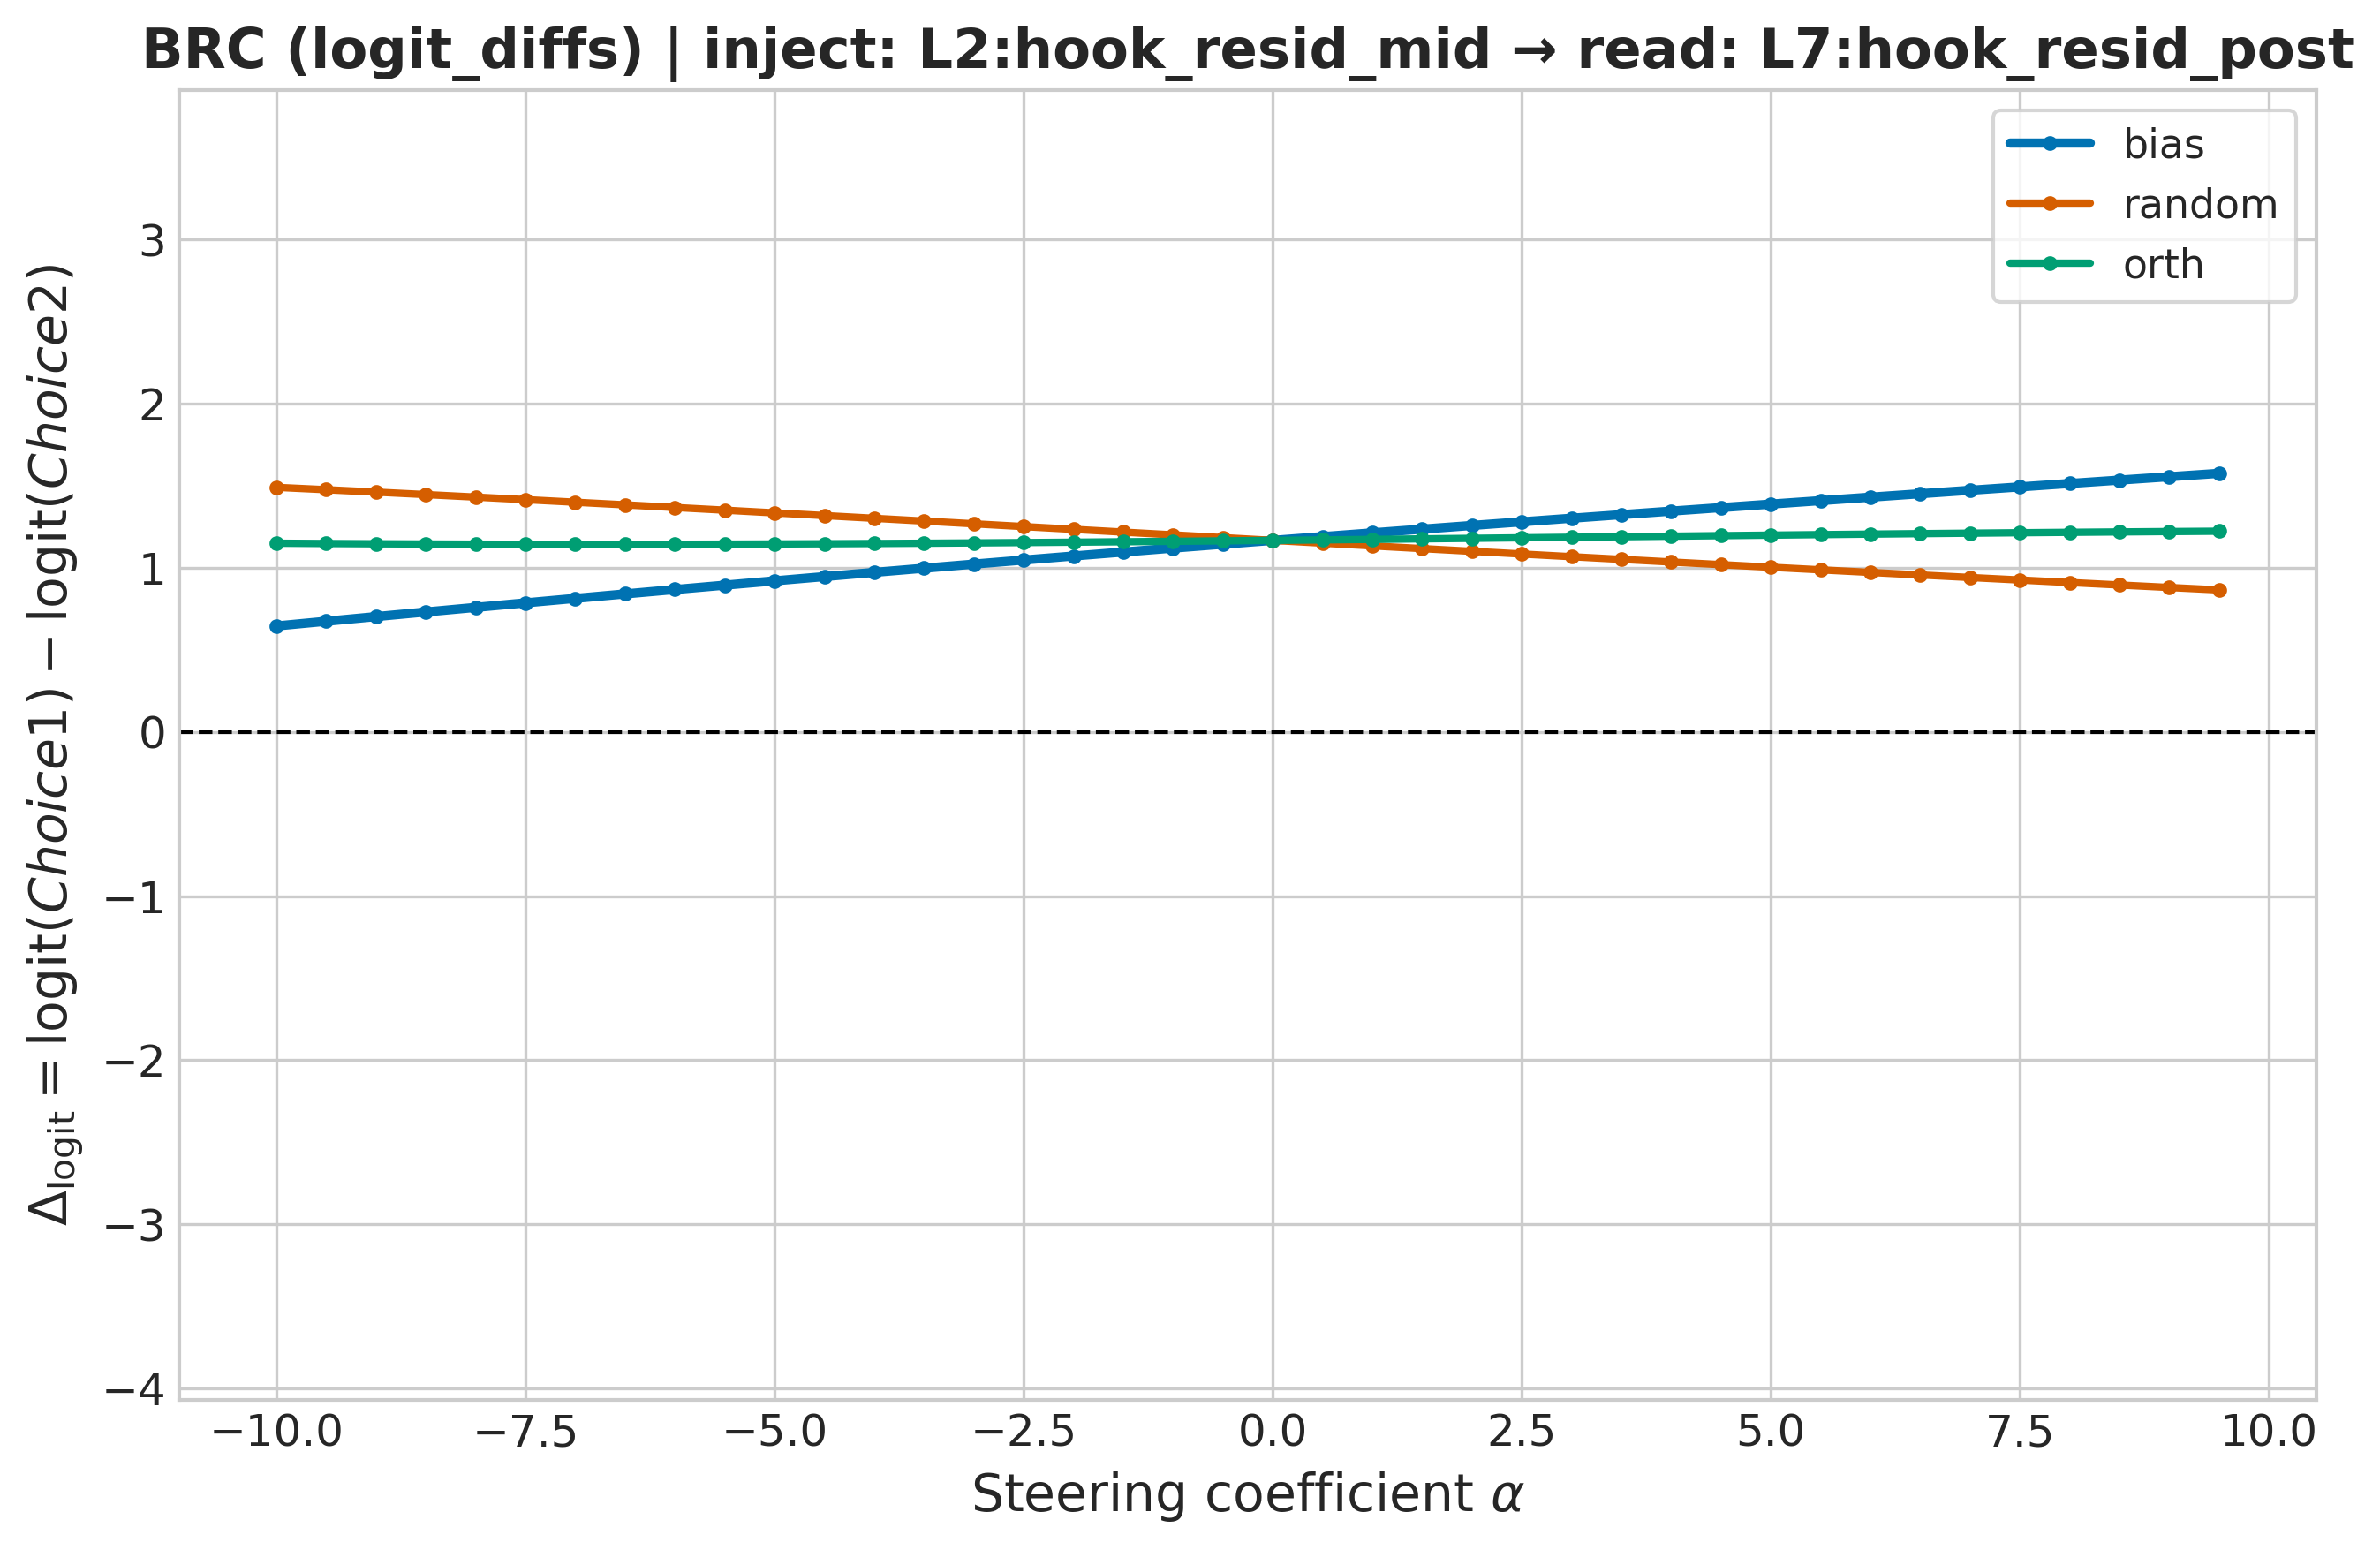 BRC (logit_diffs) | inject: L2:hook_resid_mid → read: L7:hook_resid_post
bias
random
orth
Δlogit = logit(Choice1) − logit(Choice2)
3
2
1
0
−1
−2
−3
−4
−10.0 −7.5 −5.0 −2.5 0.0 2.5 5.0 7.5 10.0
Steering coefficient α